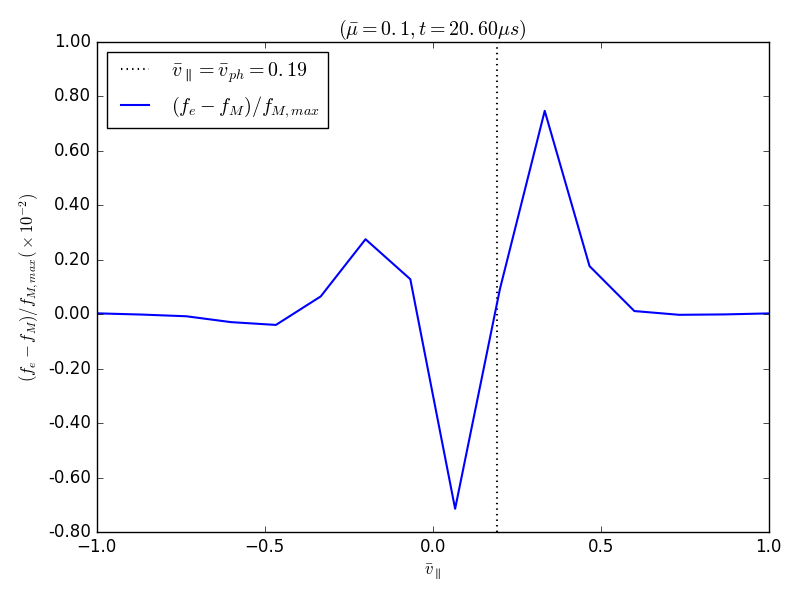 (μ̄ = 0.1, t = 20.60μs)
v̄∥ = v̄ph = 0.19
(fe − fM)/fM,max
1.00
0.80
0.60
0.40
0.20
0.00
-0.20
-0.40
-0.60
-0.80
(fe − fM)/fM,max(×10⁻²)
−1.0 −0.5 0.0 0.5 1.0
v̄∥